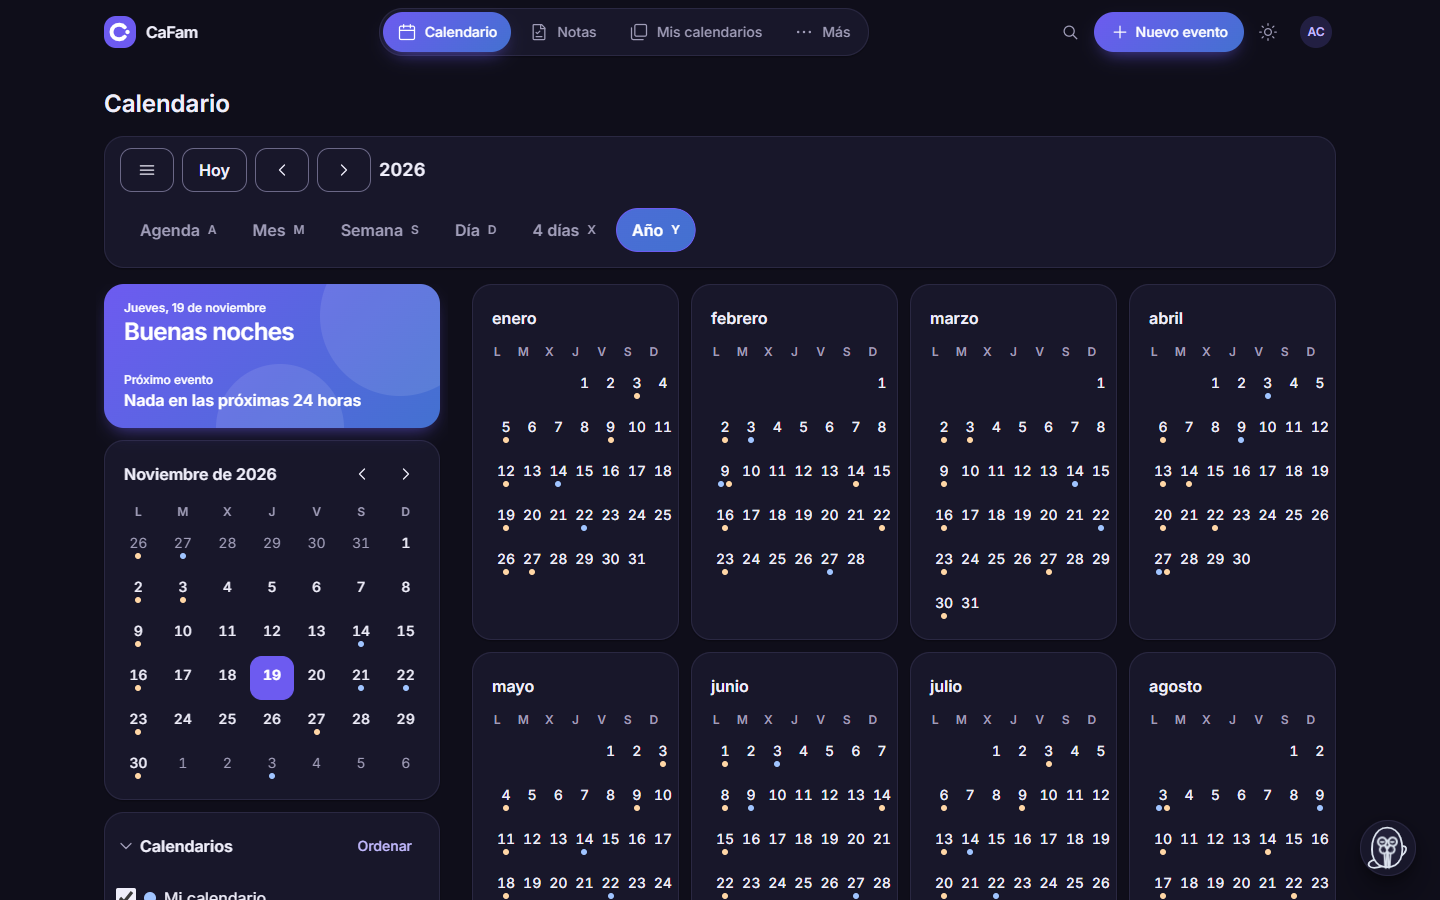 CaFam
Calendario
Notas
Mis calendarios
Más
Nuevo evento
AC
Calendario
Hoy
2026
Agenda A
Mes M
Semana S
Día D
4 días X
Año Y
Jueves, 19 de noviembre
Buenas noches
Próximo evento
Nada en las próximas 24 horas
Noviembre de 2026
L M X J V S D
26 27 28 29 30 31 1
2 3 4 5 6 7 8
9 10 11 12 13 14 15
16 17 18 19 20 21 22
23 24 25 26 27 28 29
30 1 2 3 4 5 6
Calendarios
Ordenar
Mi calendario
enero
L M X J V S D
1 2 3 4
5 6 7 8 9 10 11
12 13 14 15 16 17 18
19 20 21 22 23 24 25
26 27 28 29 30 31
febrero
L M X J V S D
1
2 3 4 5 6 7 8
9 10 11 12 13 14 15
16 17 18 19 20 21 22
23 24 25 26 27 28
marzo
L M X J V S D
1
2 3 4 5 6 7 8
9 10 11 12 13 14 15
16 17 18 19 20 21 22
23 24 25 26 27 28 29
30 31
abril
L M X J V S D
1 2 3 4 5
6 7 8 9 10 11 12
13 14 15 16 17 18 19
20 21 22 23 24 25 26
27 28 29 30
mayo
L M X J V S D
1 2 3
4 5 6 7 8 9 10
11 12 13 14 15 16 17
18 19 20 21 22 23 24
junio
L M X J V S D
1 2 3 4 5 6 7
8 9 10 11 12 13 14
15 16 17 18 19 20 21
22 23 24 25 26 27 28
julio
L M X J V S D
1 2 3 4 5
6 7 8 9 10 11 12
13 14 15 16 17 18 19
20 21 22 23 24 25 26
agosto
L M X J V S D
1 2
3 4 5 6 7 8 9
10 11 12 13 14 15 16
17 18 19 20 21 22 23